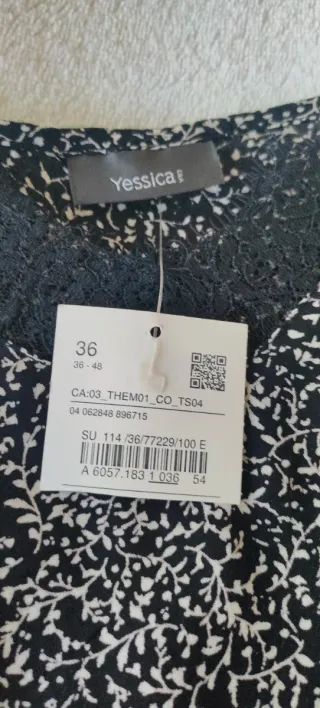 Yessica
36
36 - 48
CA:03_THEM01_CO_TS04
04 062848 896715
SU 114 /36/77229/100 E
A 6057.183 1 036 54